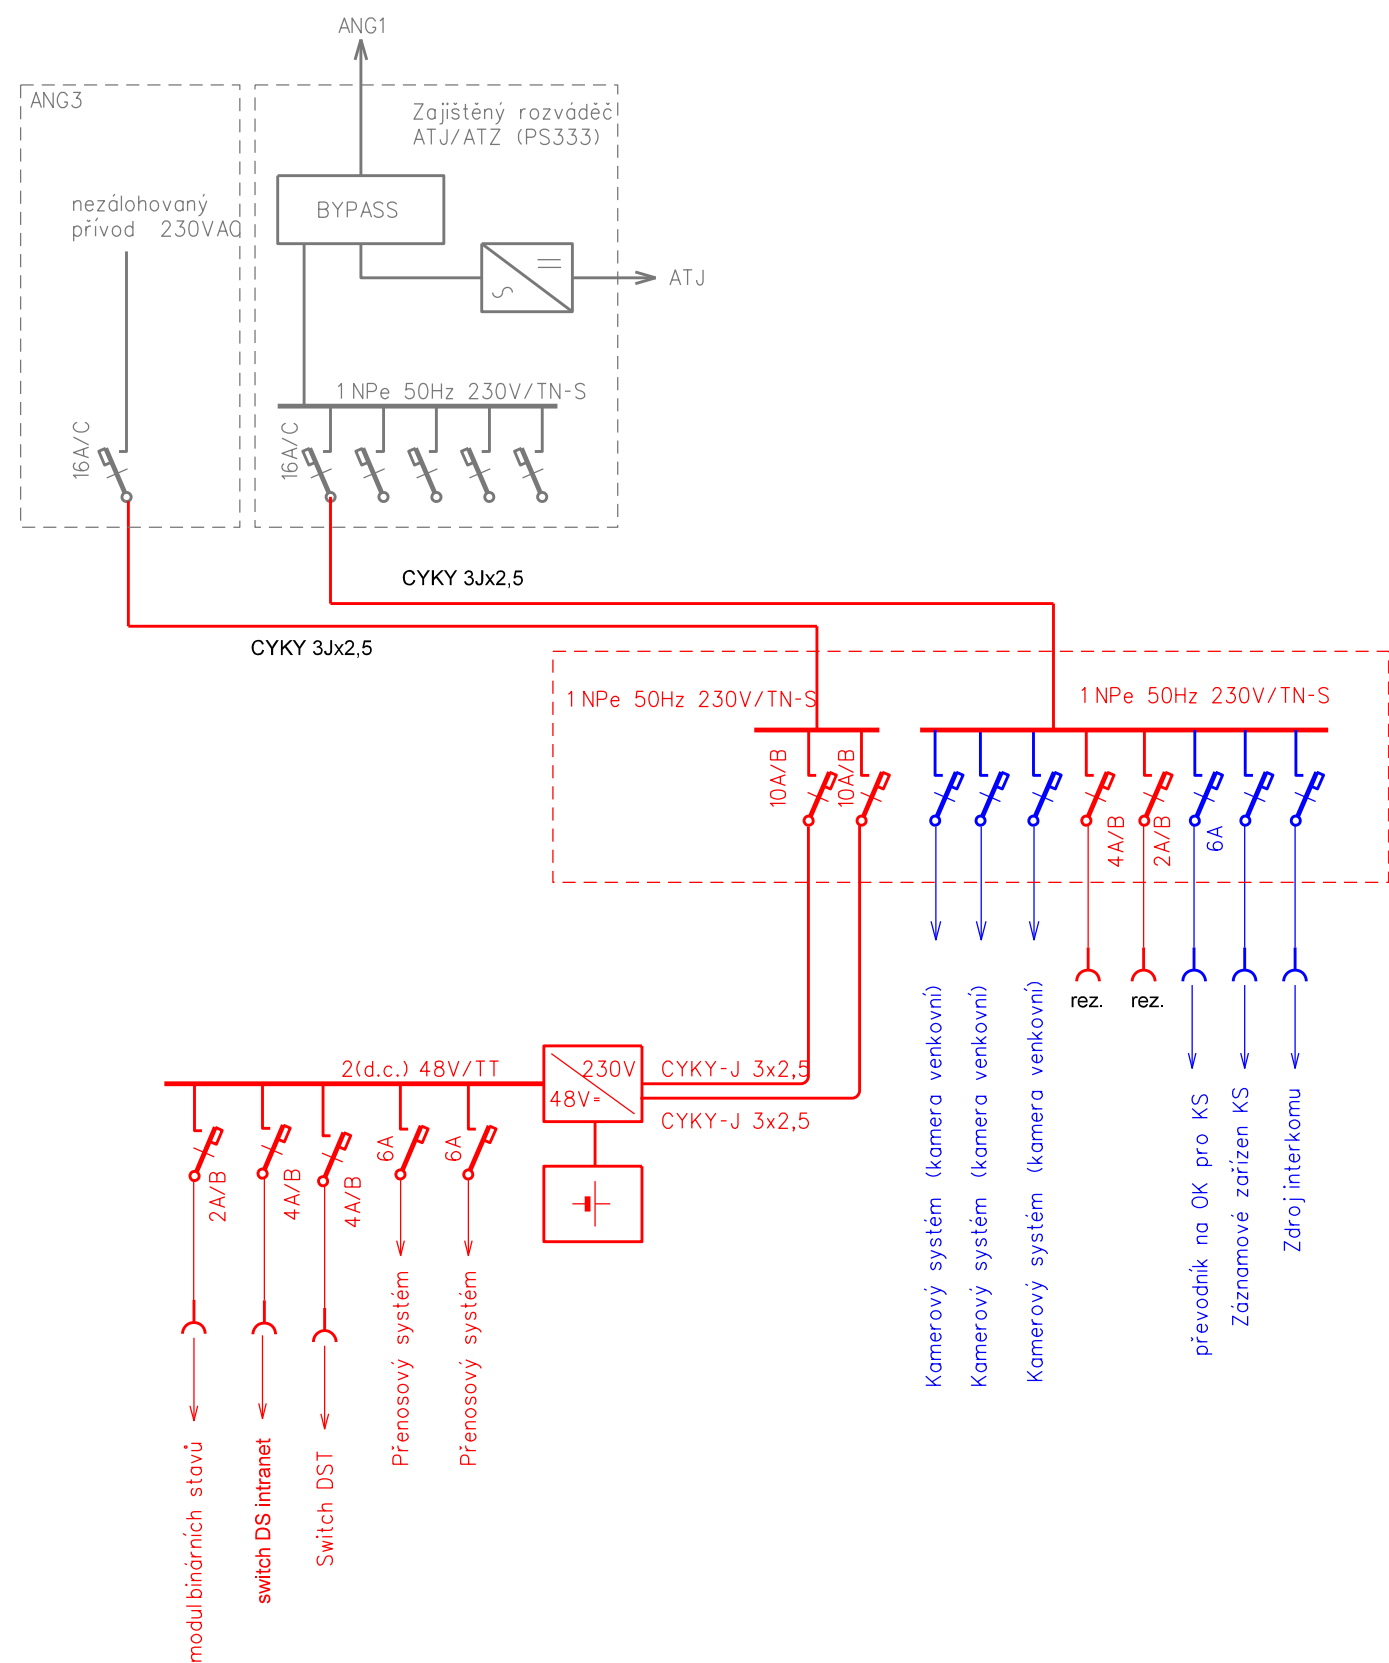 ANG1
ANG3
Zajištěný rozváděč
ATJ/ATZ (PS333)
nezálohovaný
přívod 230VAC
BYPASS
ATJ
1 NPe 50Hz 230V/TN-S
16A/C
16A/C
CYKY 3Jx2,5
CYKY 3Jx2,5
1 NPe 50Hz 230V/TN-S
1 NPe 50Hz 230V/TN-S
10A/B
10A/B
4A/B
2A/B
6A
rez.
rez.
Kamerový systém (kamera venkovní)
Kamerový systém (kamera venkovní)
Kamerový systém (kamera venkovní)
převodník na OK pro KS
Záznamové zařízen KS
Zdroj interkomu
2(d.c.) 48V/TT
230V
48V=
CYKY-J 3x2,5
CYKY-J 3x2,5
2A/B
4A/B
4A/B
6A
6A
modul binárních stavů
switch DS intranet
Switch DST
Přenosový systém
Přenosový systém